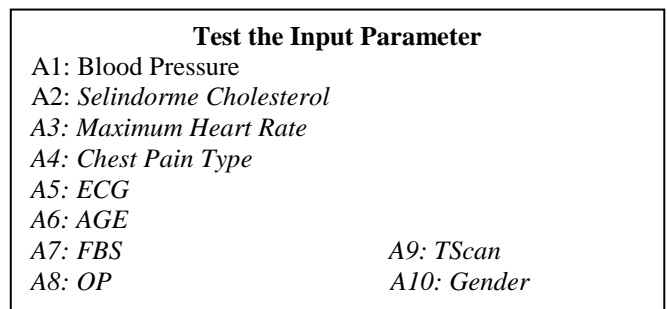 Test the Input Parameter
A1: Blood Pressure
A2: Selindorme Cholesterol
A3: Maximum Heart Rate
A4: Chest Pain Type
A5: ECG
A6: AGE
A7: FBS A9: TScan
A8: OP A10: Gender